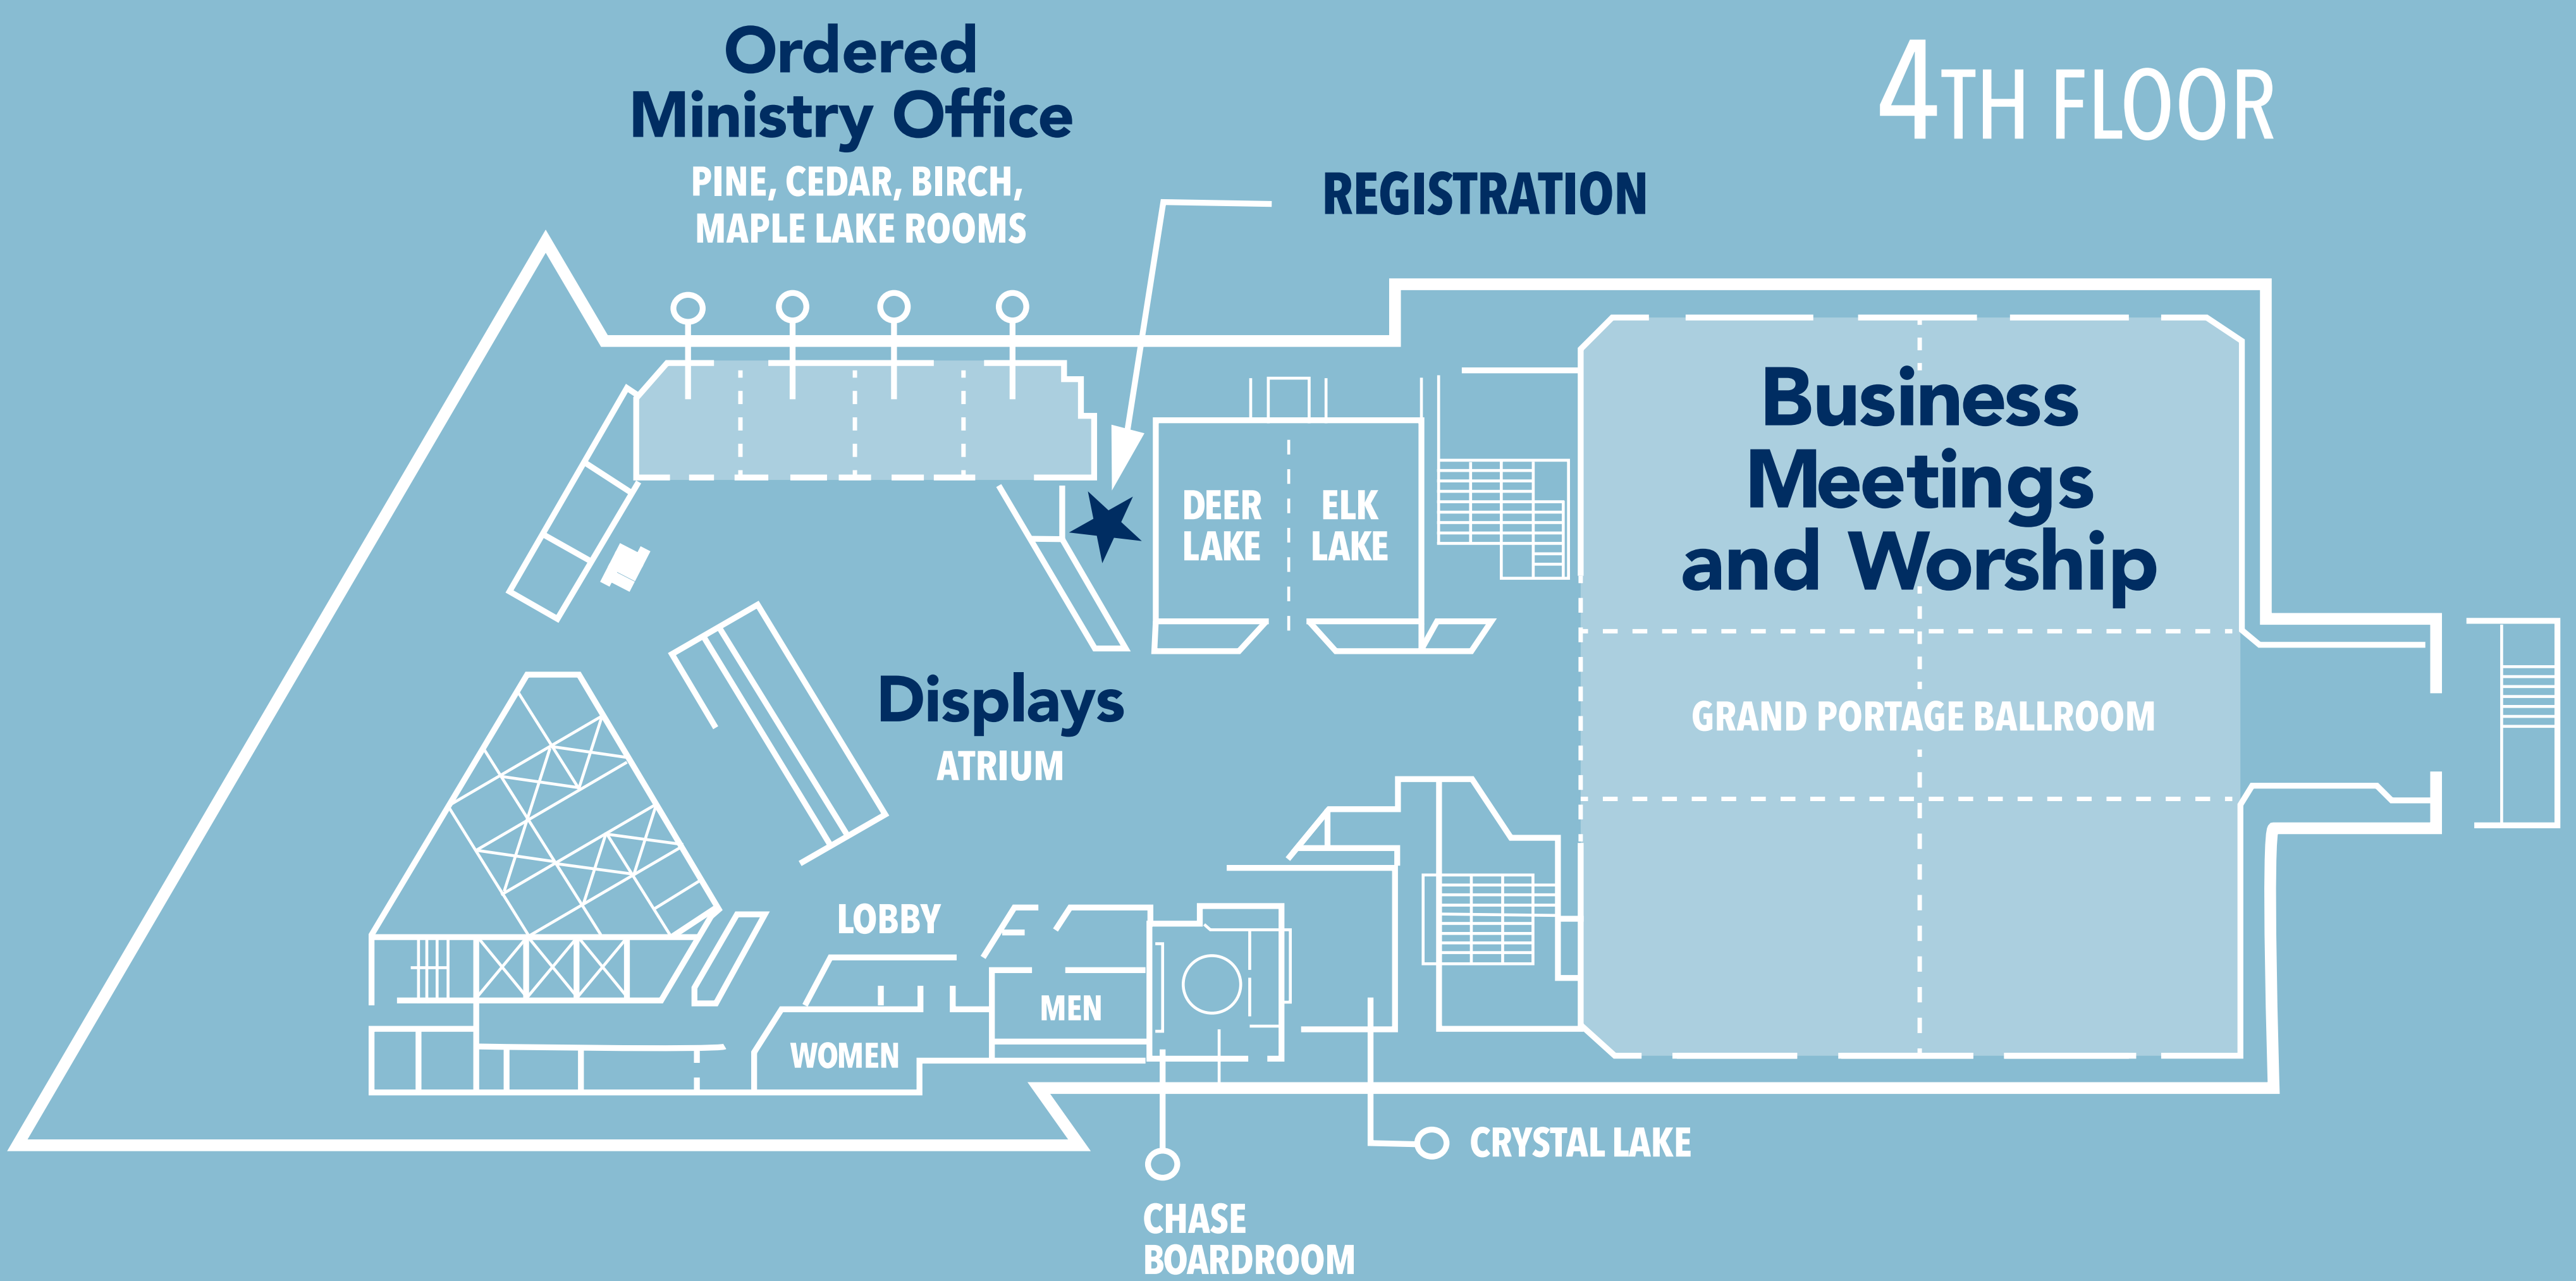 Ordered
Ministry Office
PINE, CEDAR, BIRCH,
MAPLE LAKE ROOMS
4TH FLOOR
REGISTRATION
Business
Meetings
and Worship
GRAND PORTAGE BALLROOM
DEER
LAKE
ELK
LAKE
Displays
ATRIUM
LOBBY
MEN
WOMEN
CRYSTAL LAKE
CHASE
BOARDROOM